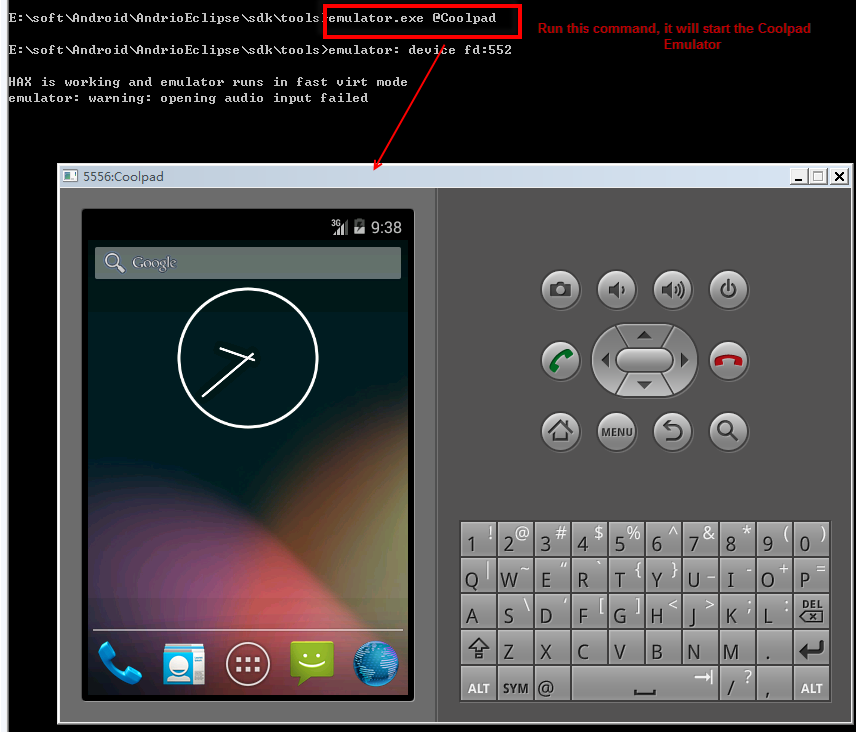 E:\soft\Android\AndrioEclipse\sdk\tools>emulator.exe @Coolpad
Run this command, it will start the Coolpad
Emulator
E:\soft\Android\AndrioEclipse\sdk\tools>emulator: device fd:552
HAX is working and emulator runs in fast virt mode
emulator: warning: opening audio input failed
5556:Coolpad
3G 9:38
Google
MENU
1 ! 2 @ 3 # 4 $ 5 % 6 ^ 7 & 8 * 9 ( 0 )
Q | W ~ E “ R ` T { Y } U _ I - O + P =
A S \ D ‘ F [ G ] H < J > K ; L : DEL
Z X C V B N M .
ALT SYM @ / ? , ALT